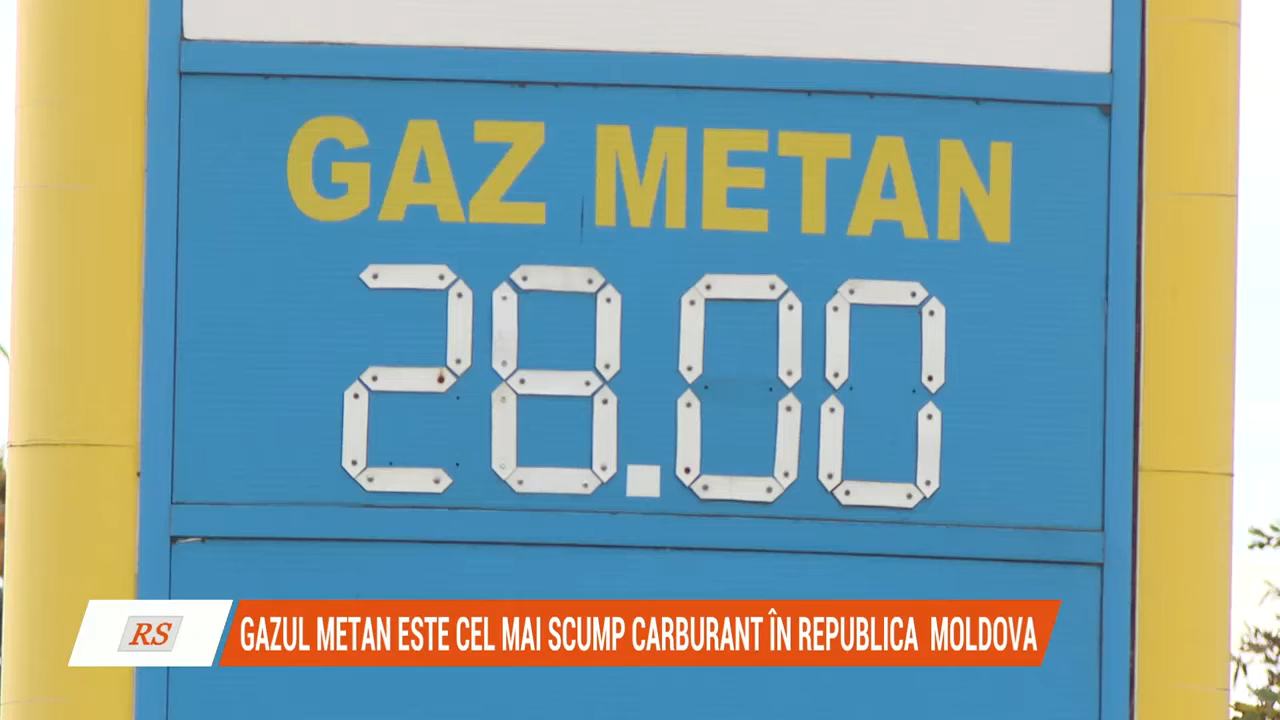 GAZ METAN
28.00
RS GAZUL METAN ESTE CEL MAI SCUMP CARBURANT ÎN REPUBLICA MOLDOVA